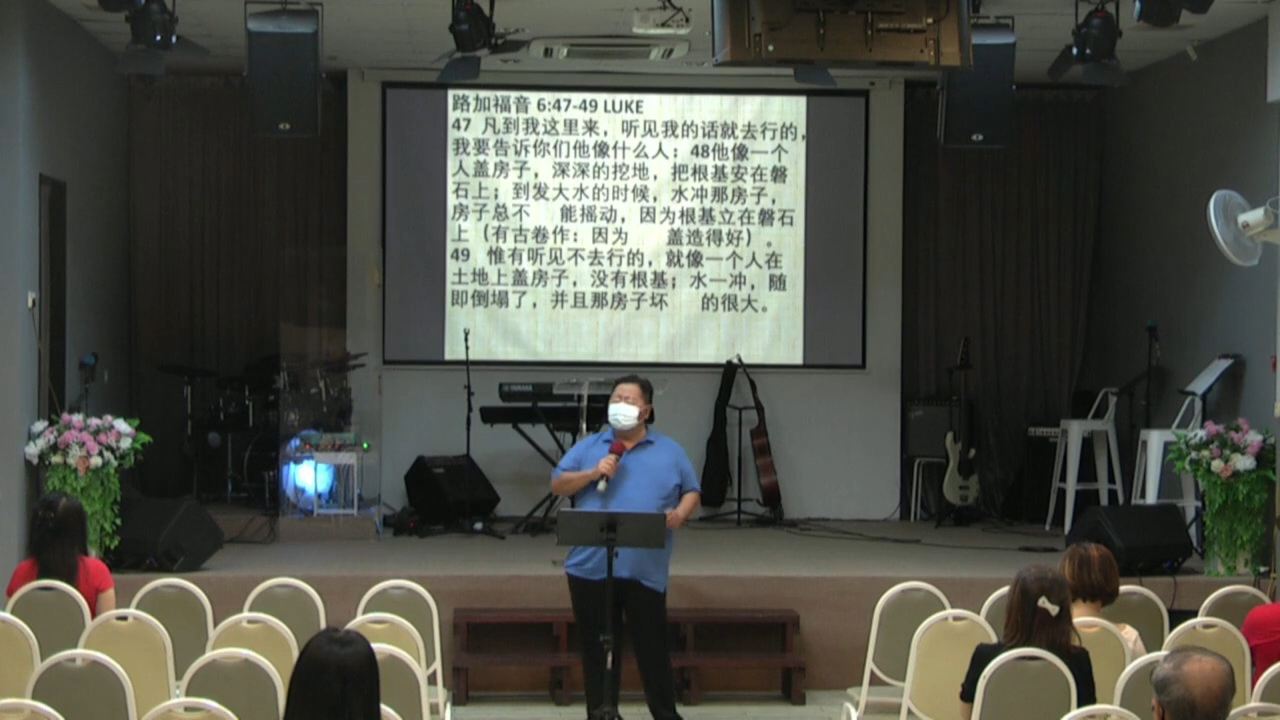 路加福音 6:47-49 LUKE
47 凡到我这里来，听见我的话就去行的，
我要告诉你们他像什么人：48他像一个
人盖房子，深深的挖地，把根基安在磐
石上；到发大水的时候，水冲那房子，
房子总不 能摇动，因为根基立在磐石
上（有古卷作：因为 盖造得好）。
49 惟有听见不去行的，就像一个人在
土地上盖房子，没有根基；水一冲，随
即倒塌了，并且那房子坏 的很大。
YAMAHA